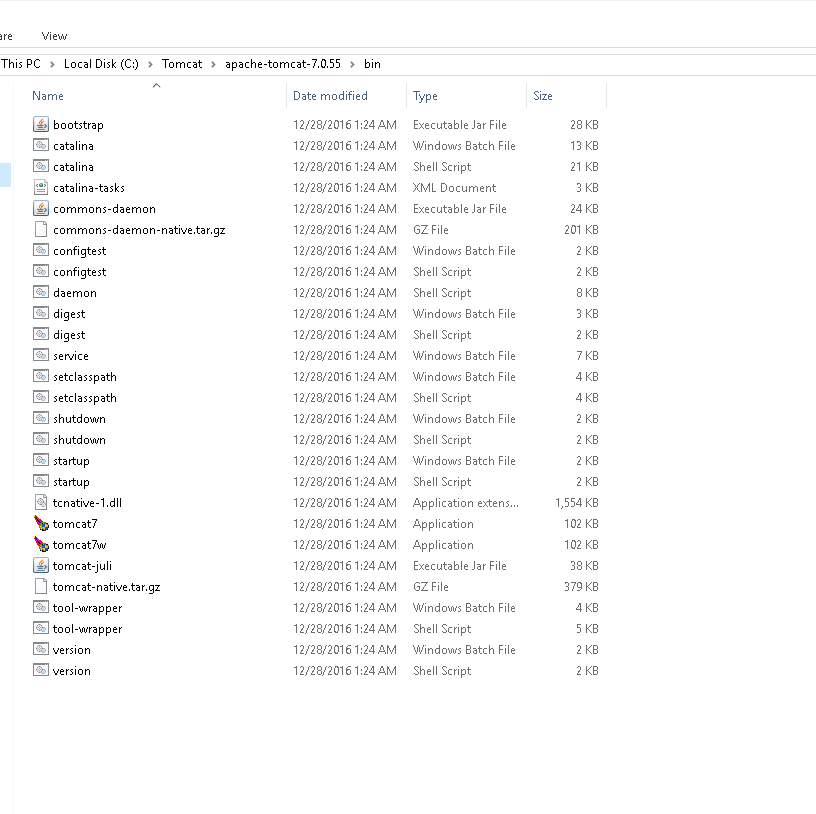 are View
This PC > Local Disk (C:) > Tomcat > apache-tomcat-7.0.55 > bin
Name Date modified Type Size
bootstrap 12/28/2016 1:24 AM Executable Jar File 28 KB
catalina 12/28/2016 1:24 AM Windows Batch File 13 KB
catalina 12/28/2016 1:24 AM Shell Script 21 KB
catalina-tasks 12/28/2016 1:24 AM XML Document 3 KB
commons-daemon 12/28/2016 1:24 AM Executable Jar File 24 KB
commons-daemon-native.tar.gz 12/28/2016 1:24 AM GZ File 201 KB
configtest 12/28/2016 1:24 AM Windows Batch File 2 KB
configtest 12/28/2016 1:24 AM Shell Script 2 KB
daemon 12/28/2016 1:24 AM Shell Script 8 KB
digest 12/28/2016 1:24 AM Windows Batch File 3 KB
digest 12/28/2016 1:24 AM Shell Script 2 KB
service 12/28/2016 1:24 AM Windows Batch File 7 KB
setclasspath 12/28/2016 1:24 AM Windows Batch File 4 KB
setclasspath 12/28/2016 1:24 AM Shell Script 4 KB
shutdown 12/28/2016 1:24 AM Windows Batch File 2 KB
shutdown 12/28/2016 1:24 AM Shell Script 2 KB
startup 12/28/2016 1:24 AM Windows Batch File 2 KB
startup 12/28/2016 1:24 AM Shell Script 2 KB
tcnative-1.dll 12/28/2016 1:24 AM Application extens... 1,554 KB
tomcat7 12/28/2016 1:24 AM Application 102 KB
tomcat7w 12/28/2016 1:24 AM Application 102 KB
tomcat-juli 12/28/2016 1:24 AM Executable Jar File 38 KB
tomcat-native.tar.gz 12/28/2016 1:24 AM GZ File 379 KB
tool-wrapper 12/28/2016 1:24 AM Windows Batch File 4 KB
tool-wrapper 12/28/2016 1:24 AM Shell Script 5 KB
version 12/28/2016 1:24 AM Windows Batch File 2 KB
version 12/28/2016 1:24 AM Shell Script 2 KB